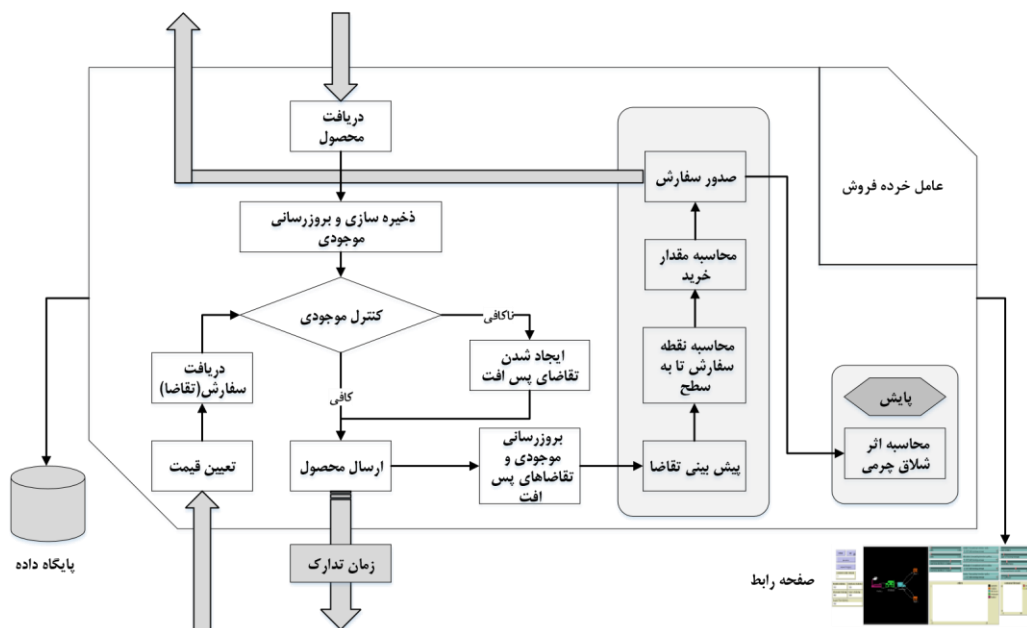 دریافت
محصول
عامل خرده فروش
صدور سفارش
ذخیره سازی و بروزرسانی
موجودی
محاسبه مقدار
خرید
کنترل موجودی
ناکافی
ایجاد شدن
تقاضای پس افت
محاسبه نقطه
سفارش تا به
سطح
دریافت
سفارش(تقاضا)
کافی
پایش
محاسبه اثر
شلاق چرمی
تعیین قیمت
ارسال محصول
بروزرسانی
موجودی و
تقاضاهای پس
افت
پیش بینی تقاضا
پایگاه داده
زمان تدارک
صفحه رابط